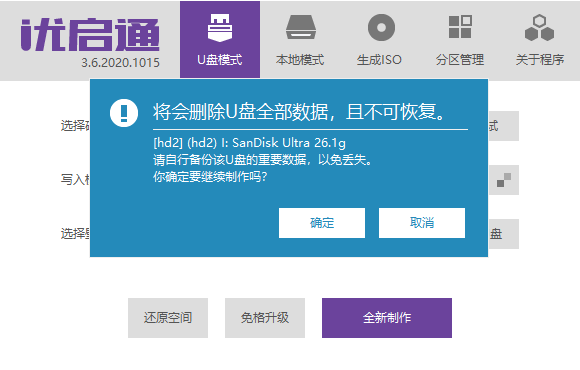 优启通
3.6.2020.1015
U盘模式
本地模式
生成ISO
分区管理
关于程序
将会删除U盘全部数据，且不可恢复。
[hd2] (hd2) I: SanDisk Ultra 26.1g
请自行备份该U盘的重要数据，以免丢失。
你确定要继续制作吗?
确定
取消
选择
试
写入
选择
盘
还原空间
免格升级
全新制作